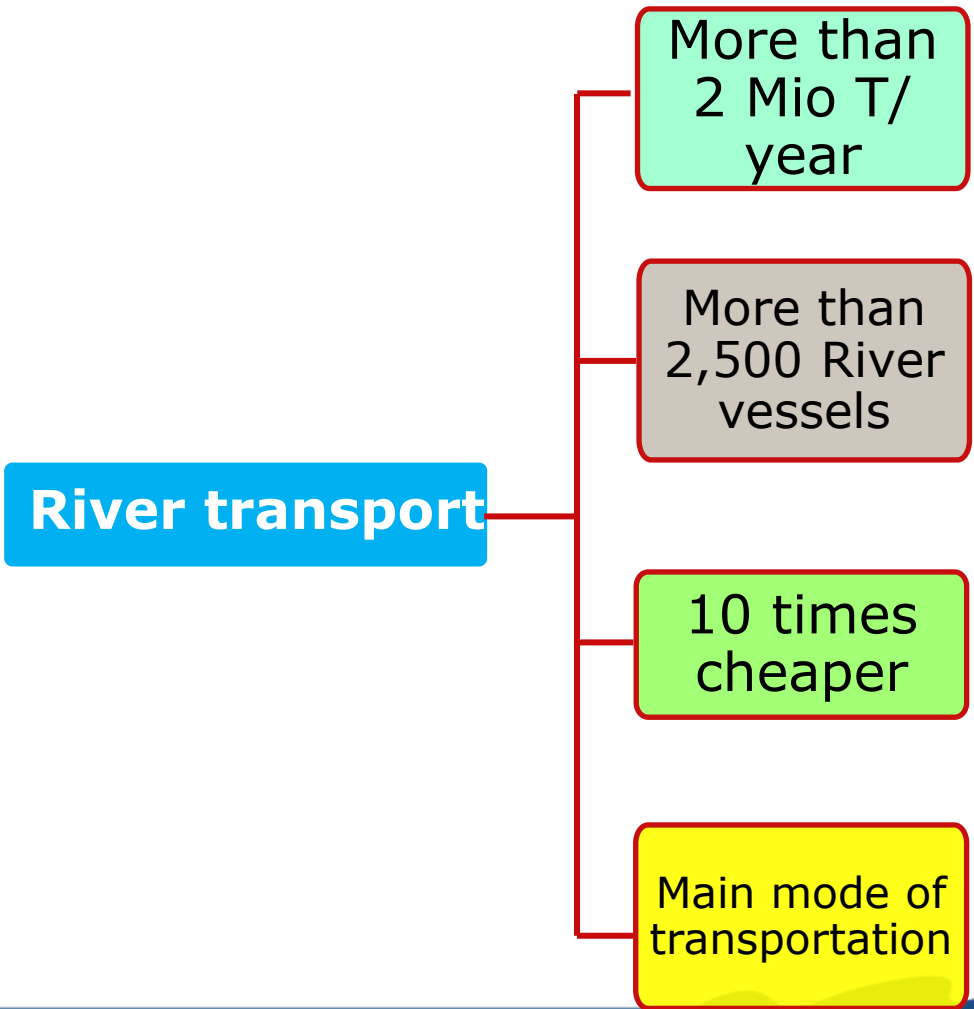 More than
2 Mio T/
year
More than
2,500 River
vessels
River transport
10 times
cheaper
Main mode of
transportation